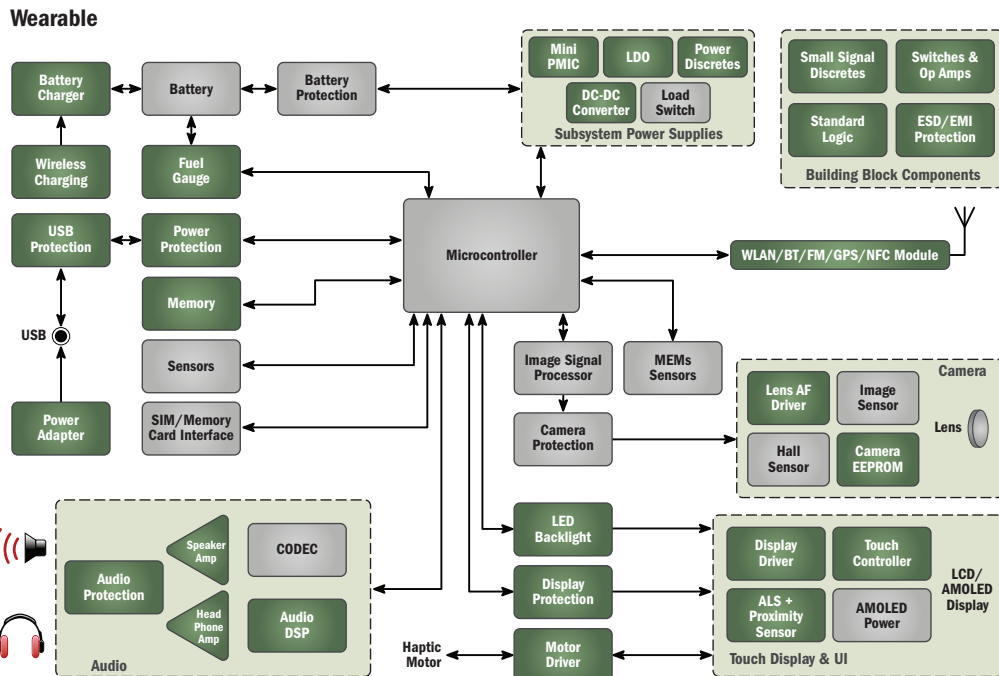 Wearable
Battery
Charger
Battery
Battery
Protection
Mini
PMIC
LDO
Power
Discretes
DC-DC
Converter
Load
Switch
Subsystem Power Supplies
Small Signal
Discretes
Switches &
Op Amps
Standard
Logic
ESD/EMI
Protection
Building Block Components
Wireless
Charging
Fuel
Gauge
USB
Protection
Power
Protection
Microcontroller
WLAN/BT/FM/GPS/NFC Module
Memory
USB
Sensors
Image Signal
Processor
MEMs
Sensors
Power
Adapter
SIM/Memory
Card Interface
Camera
Protection
Camera
Lens AF
Driver
Image
Sensor
Lens
Hall
Sensor
Camera
EEPROM
Speaker
Amp
CODEC
Audio
Protection
Head
Phone
Amp
Audio
DSP
Audio
LED
Backlight
Display
Protection
Haptic
Motor
Motor
Driver
Display
Driver
Touch
Controller
LCD/
AMOLED
Display
ALS +
Proximity
Sensor
AMOLED
Power
Touch Display & UI